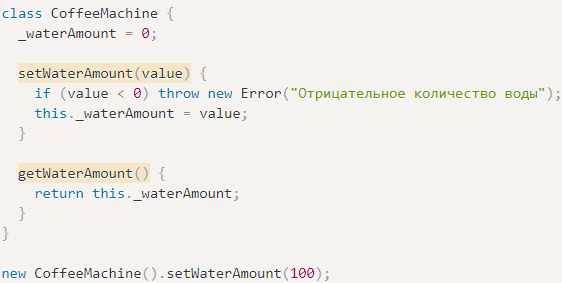 class CoffeeMachine {
  _waterAmount = 0;

  setWaterAmount(value) {
    if (value < 0) throw new Error("Отрицательное количество воды");
    this._waterAmount = value;
  }

  getWaterAmount() {
    return this._waterAmount;
  }
}

new CoffeeMachine().setWaterAmount(100);